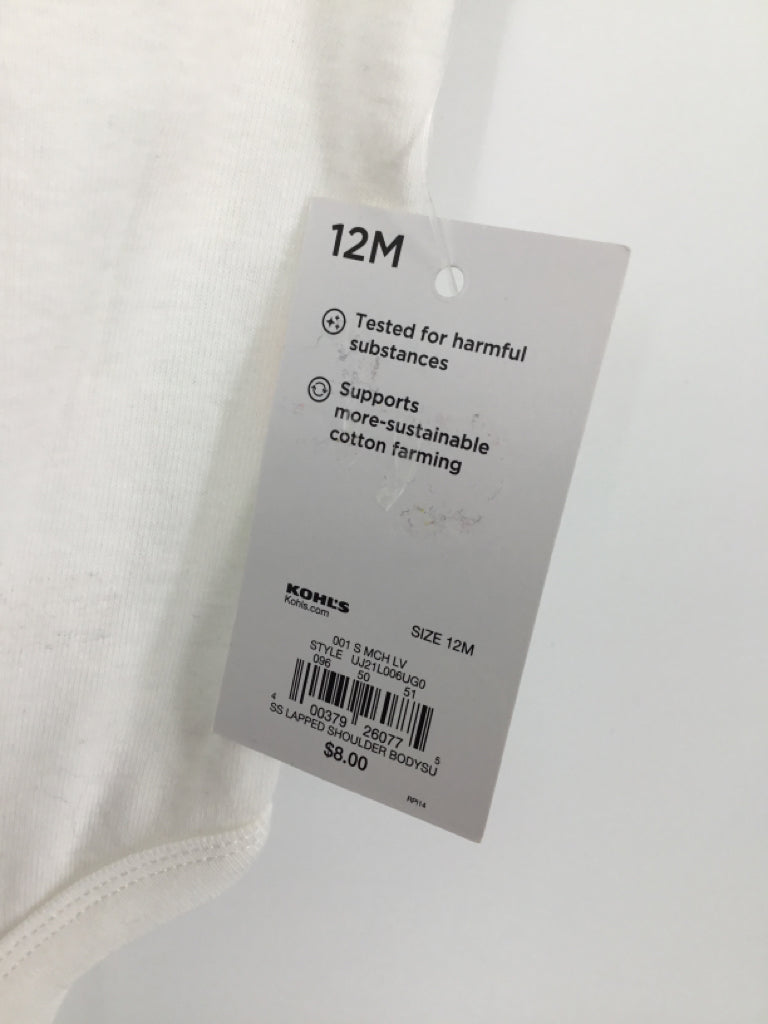 12M
Tested for harmful
substances
Supports
more-sustainable
cotton farming
KOHL'S
Kohls.com
SIZE 12M
001 S MCH LV
STYLE UJ21L006UG0
096 50 51
4 00379 26077 5
SS LAPPED SHOULDER BODYSU
$8.00
RPI14